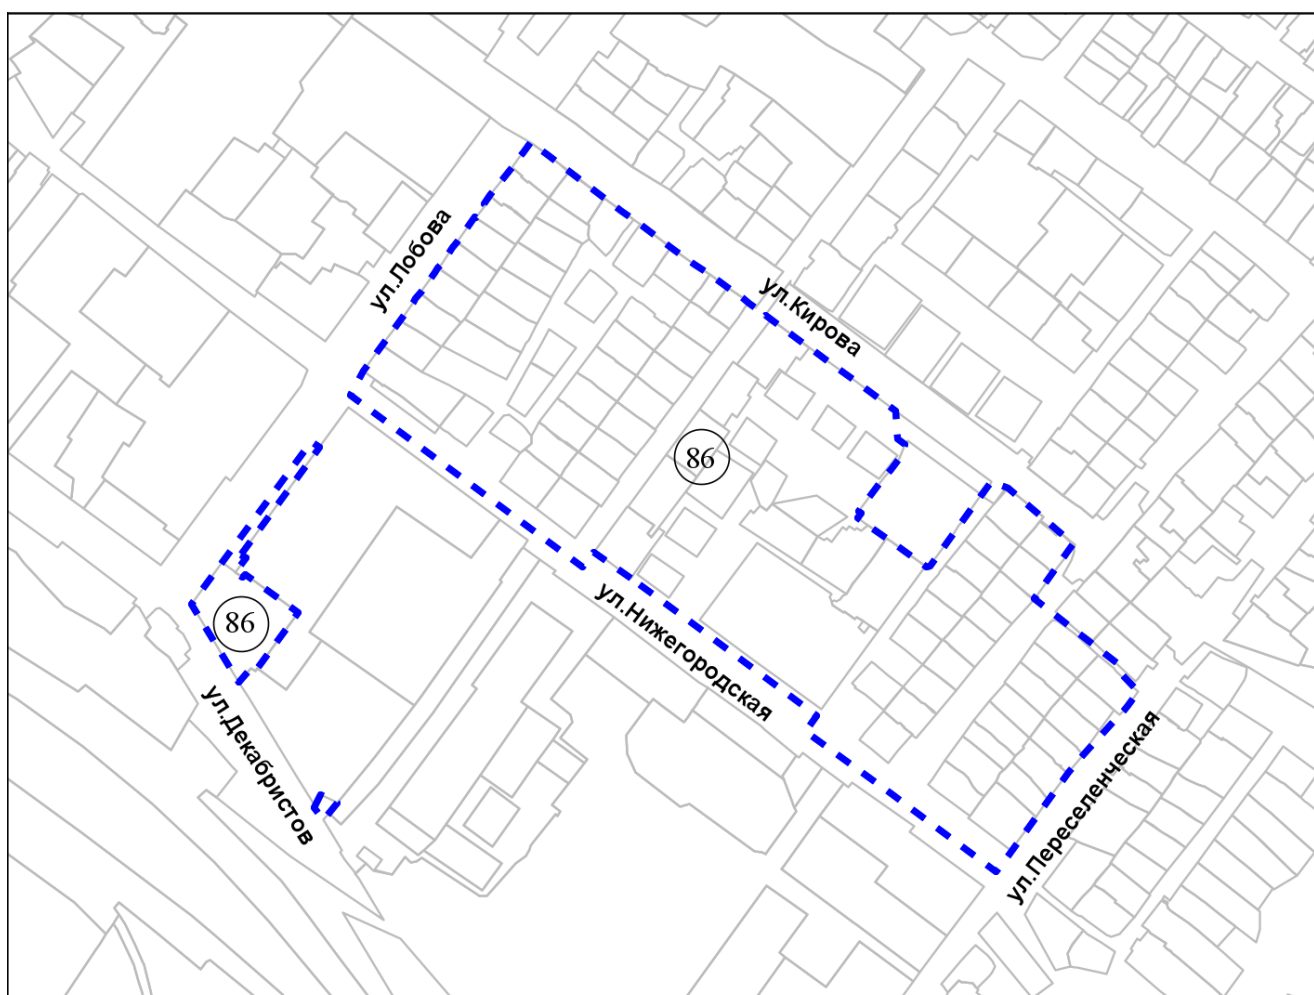 ул.Лобова
ул.Кирова
86
ул.Нижегородская
86
ул.Декабристов
ул.Переселенческая